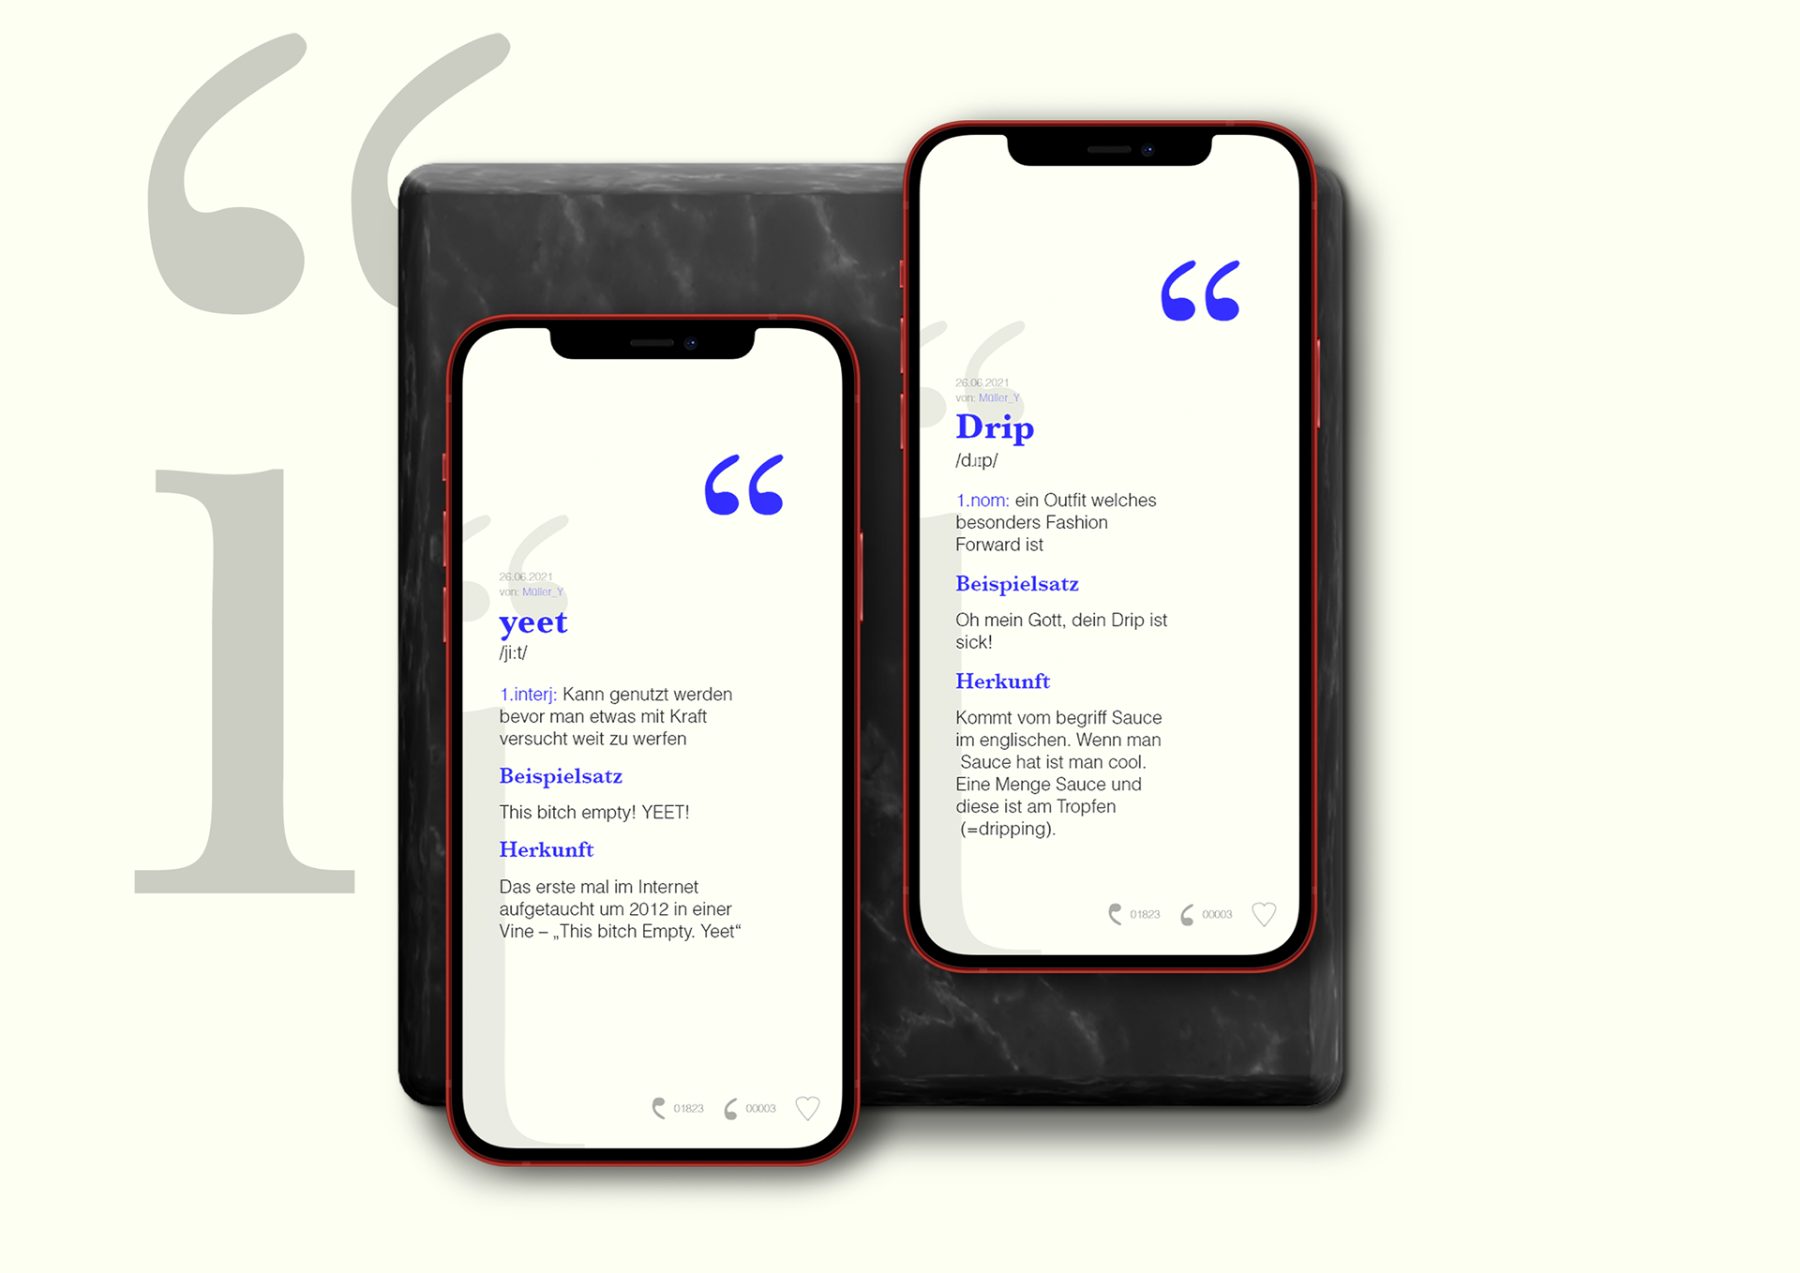 “
ı
26.06.2021
von: Müller_Y
yeet
/ji:t/
1.interj: Kann genutzt werden
bevor man etwas mit Kraft
versucht weit zu werfen
Beispielsatz
This bitch empty! YEET!
Herkunft
Das erste mal im Internet
aufgetaucht um 2012 in einer
Vine – „This bitch Empty. Yeet“
01823 00003
“
26.06.2021
von: Müller_Y
Drip
/dɹɪp/
1.nom: ein Outfit welches
besonders Fashion
Forward ist
Beispielsatz
Oh mein Gott, dein Drip ist
sick!
Herkunft
Kommt vom begriff Sauce
im englischen. Wenn man
Sauce hat ist man cool.
Eine Menge Sauce und
diese ist am Tropfen
(=dripping).
01823 00003